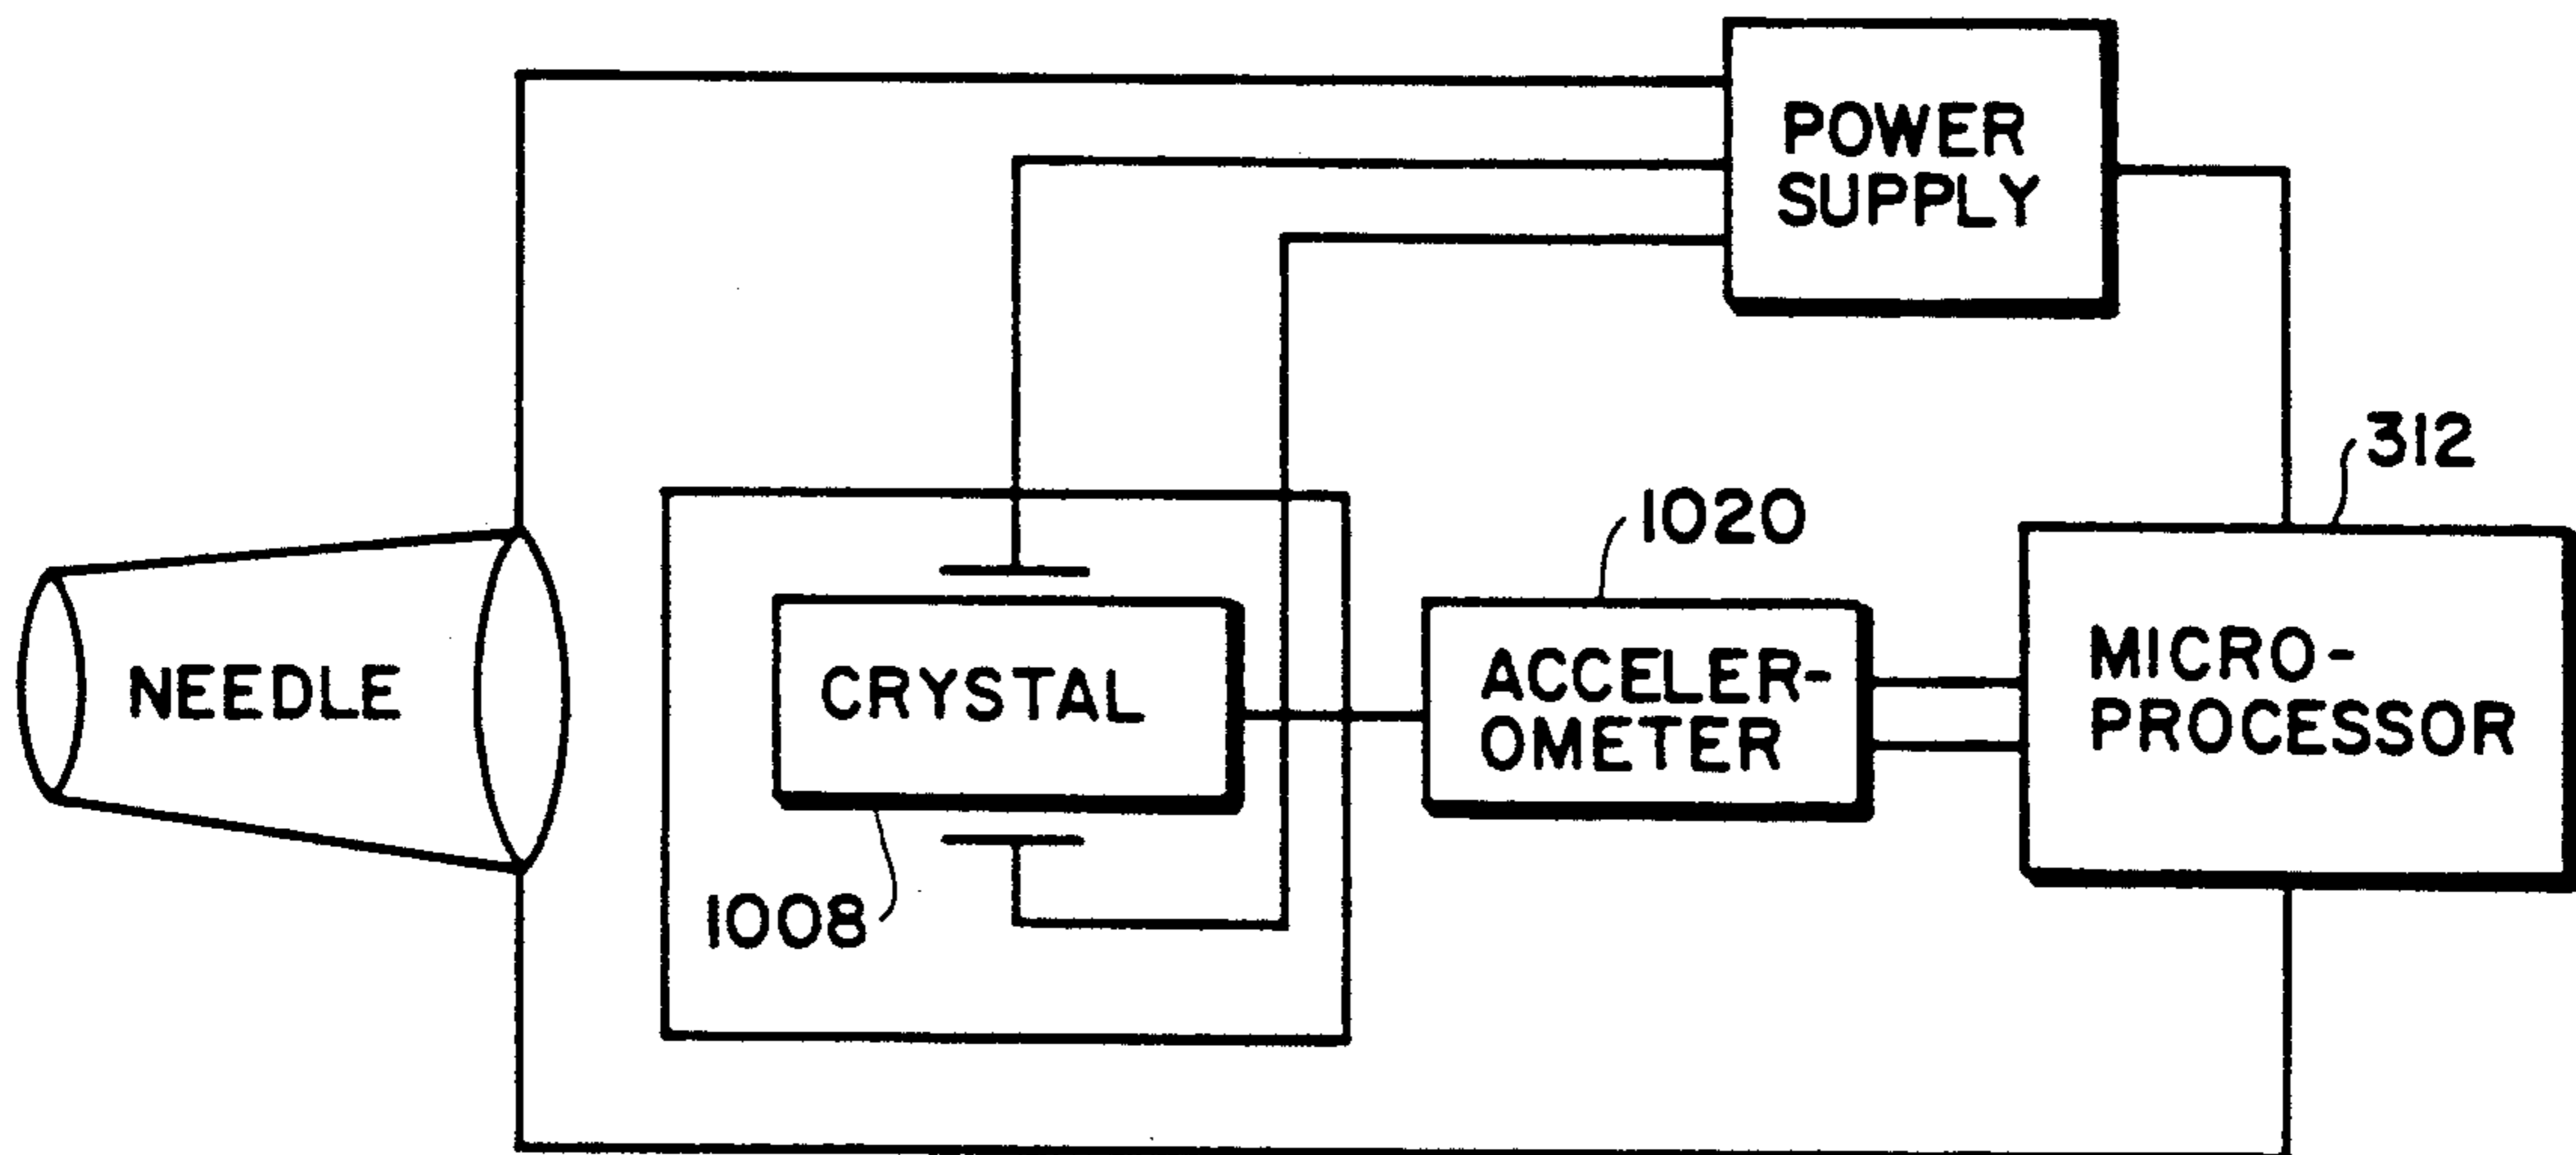 POWER
SUPPLY
312
1020
NEEDLE
CRYSTAL
ACCELER-
OMETER
MICRO-
PROCESSOR
1008